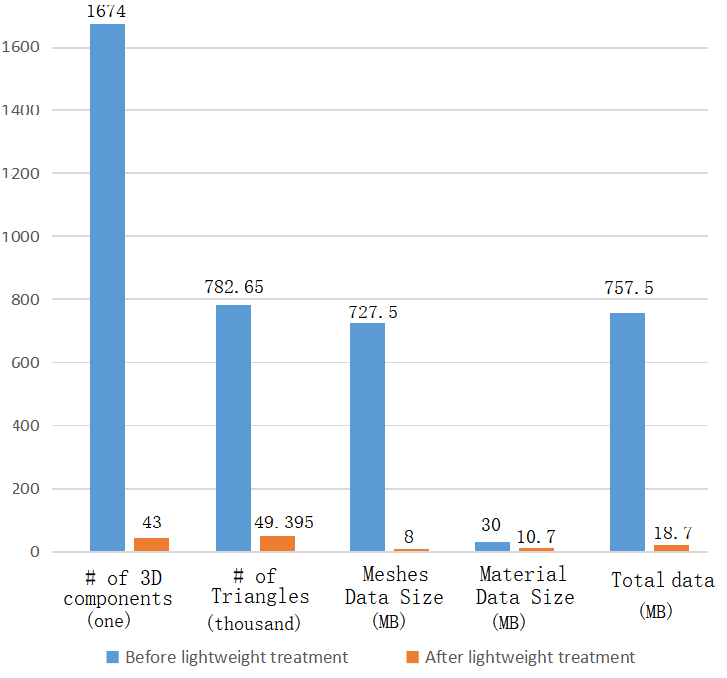 1674
1600
1400
1200
1000
800
600
400
200
0
782.65
727.5
757.5
43
49.395
8
30
10.7
18.7
# of 3D
components
(one)
# of
Triangles
(thousand)
Meshes
Data Size
(MB)
Material
Data Size
(MB)
Total data
(MB)
Before lightweight treatment
After lightweight treatment